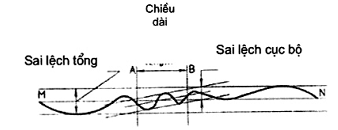 Chiều
dài
Sai lệch tổng
Sai lệch cục bộ
A B
M N